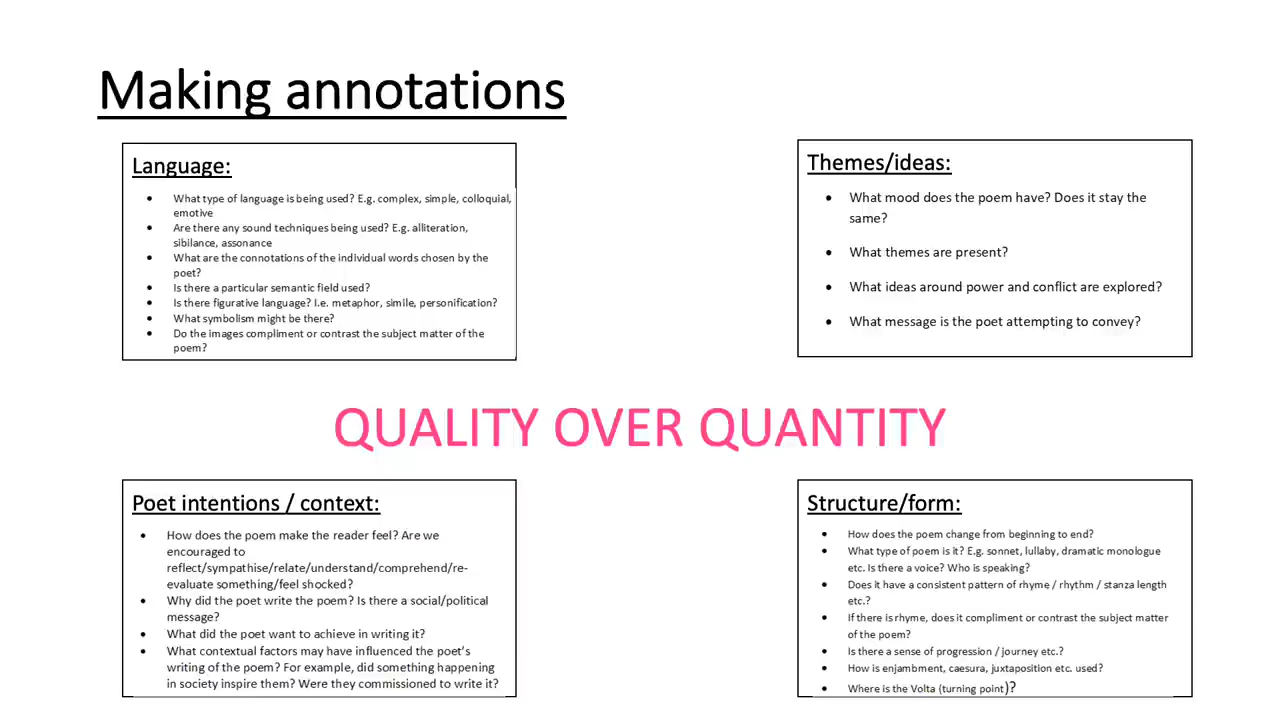 Making annotations
Language:
• What type of language is being used? E.g. complex, simple, colloquial,
emotive
• Are there any sound techniques being used? E.g. alliteration,
sibilance, assonance
• What are the connotations of the individual words chosen by the
poet?
• Is there a particular semantic field used?
• Is there figurative language? I.e. metaphor, simile, personification?
• What symbolism might be there?
• Do the images compliment or contrast the subject matter of the
poem?
Themes/ideas:
• What mood does the poem have? Does it stay the
same?
• What themes are present?
• What ideas around power and conflict are explored?
• What message is the poet attempting to convey?
QUALITY OVER QUANTITY
Poet intentions / context:
• How does the poem make the reader feel? Are we
encouraged to
reflect/sympathise/relate/understand/comprehend/re-
evaluate something/feel shocked?
• Why did the poet write the poem? Is there a social/political
message?
• What did the poet want to achieve in writing it?
• What contextual factors may have influenced the poet's
writing of the poem? For example, did something happening
in society inspire them? Were they commissioned to write it?
Structure/form:
• How does the poem change from beginning to end?
• What type of poem is it? E.g. sonnet, lullaby, dramatic monologue
etc. Is there a voice? Who is speaking?
• Does it have a consistent pattern of rhyme / rhythm / stanza length
etc.?
• If there is rhyme, does it compliment or contrast the subject matter
of the poem?
• Is there a sense of progression / journey etc.?
• How is enjambment, caesura, juxtaposition etc. used?
• Where is the Volta (turning point)?